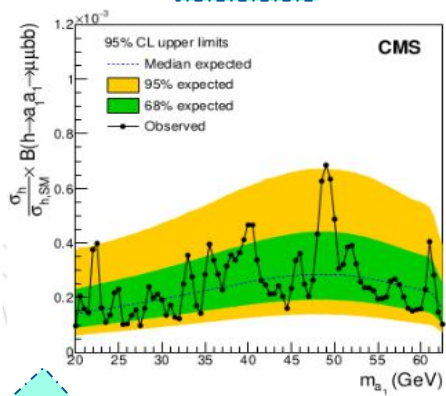 ×10⁻³
1.2
1
0.8
0.6
0.4
0.2
0
95% CL upper limits
CMS
Median expected
95% expected
68% expected
Observed
σh/σh,SM × B(h→a₁a₁→μμbb)
20 25 30 35 40 45 50 55 60
mₐ₁ (GeV)